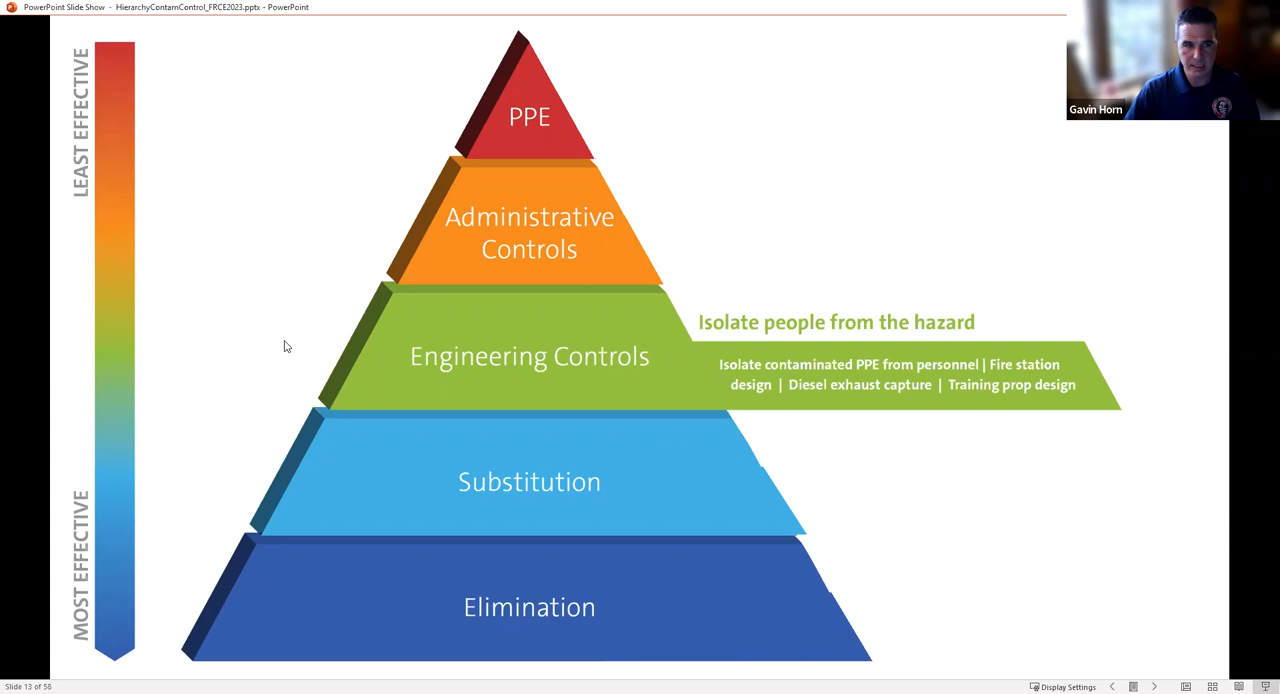 PowerPoint Slide Show - HierarchyContamControl_FRCE2023.pptx - PowerPoint
Gavin Horn
LEAST EFFECTIVE
MOST EFFECTIVE
PPE
Administrative
Controls
Engineering Controls
Isolate people from the hazard
Isolate contaminated PPE from personnel | Fire station
design | Diesel exhaust capture | Training prop design
Substitution
Elimination
Slide 13 of 58
Display Settings